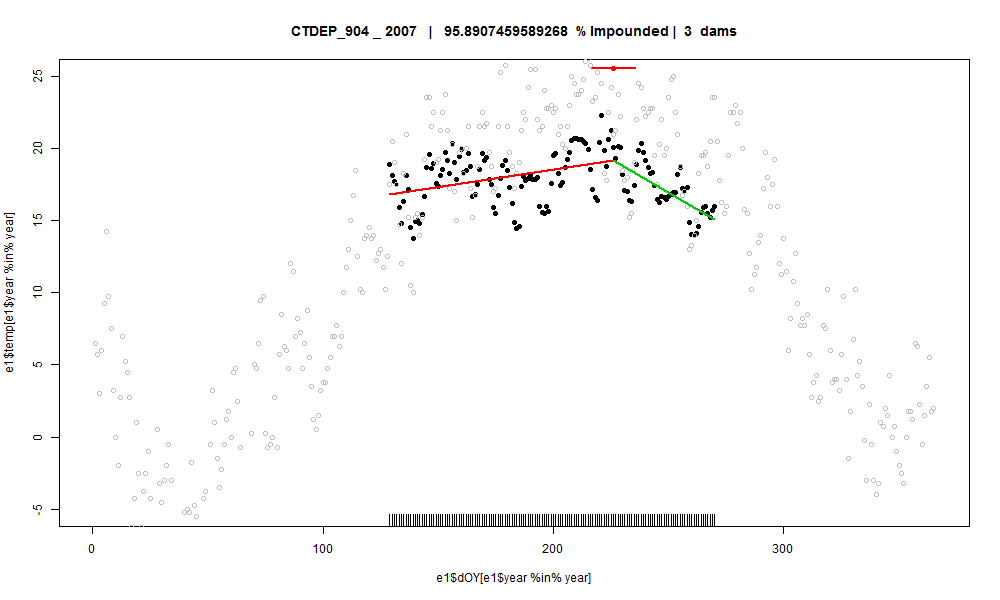 CTDEP_904 _ 2007 | 95.8907459589268 % Impounded | 3 dams
e1$temp[e1$year %in% year]
25
20
15
10
5
0
-5
0 100 200 300
e1$dOY[e1$year %in% year]